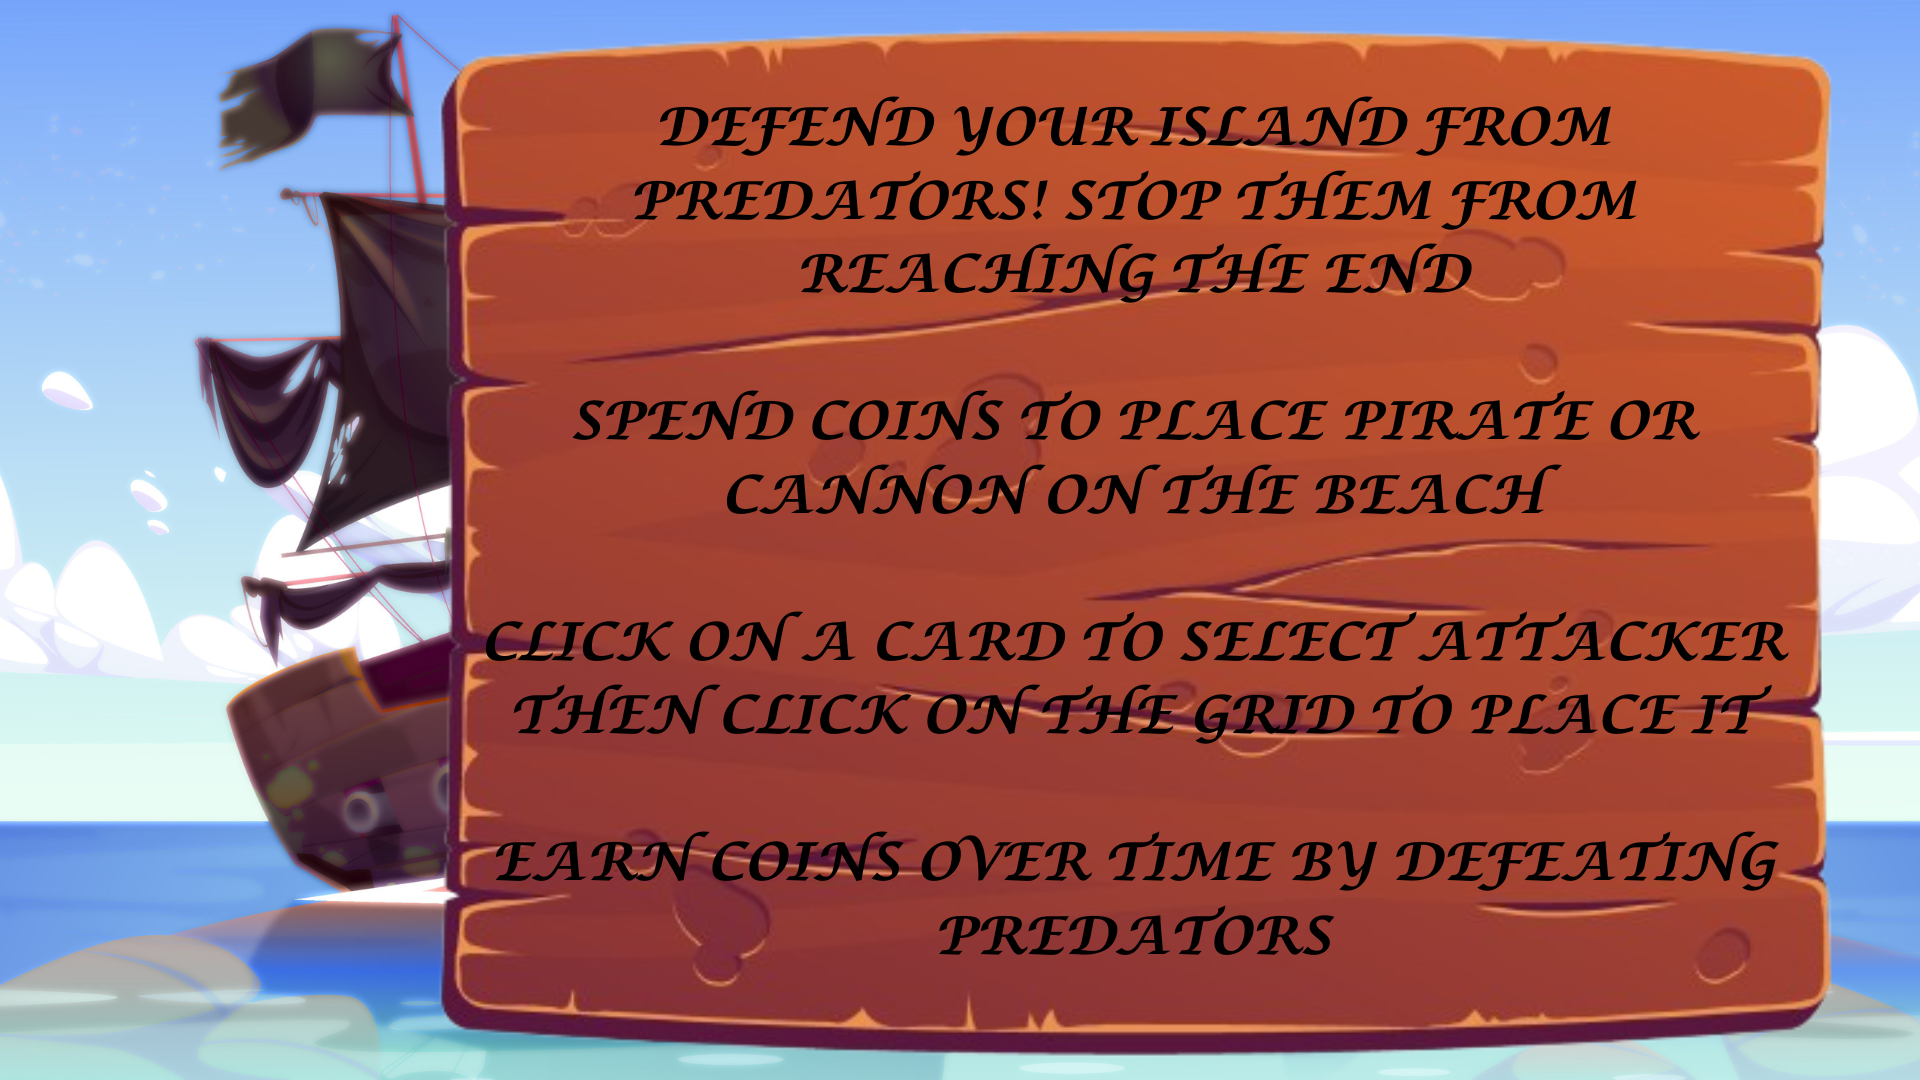 DEFEND YOUR ISLAND FROM
PREDATORS! STOP THEM FROM
REACHING THE END
SPEND COINS TO PLACE PIRATE OR
CANNON ON THE BEACH
CLICK ON A CARD TO SELECT ATTACKER
THEN CLICK ON THE GRID TO PLACE IT
EARN COINS OVER TIME BY DEFEATING
PREDATORS